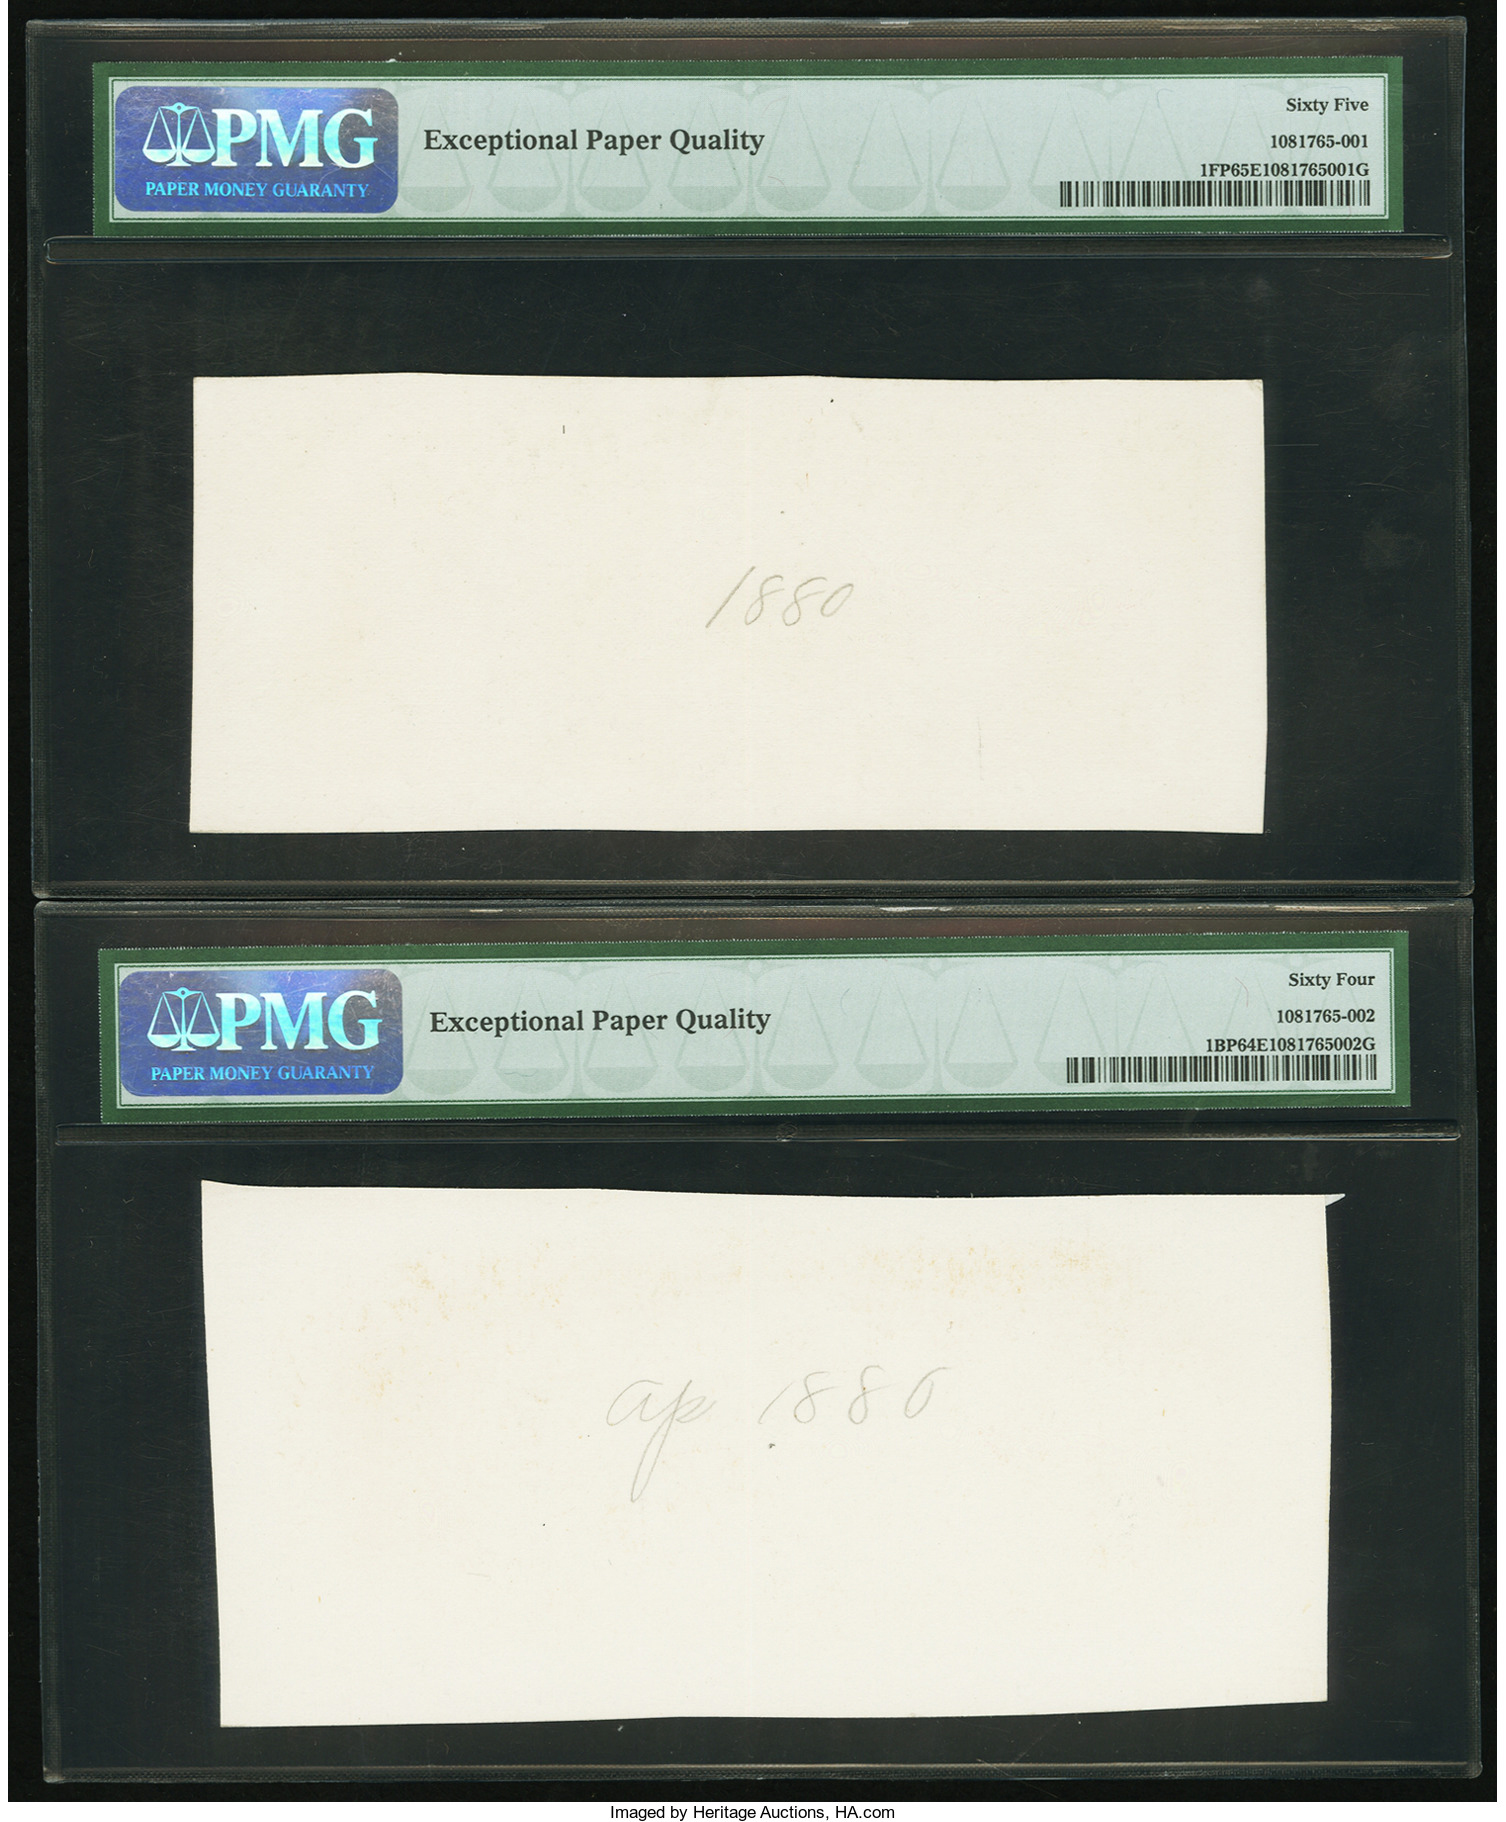 PMG
PAPER MONEY GUARANTY
Exceptional Paper Quality
Sixty Five
1081765-001
1FP65E1081765001G
1880
PMG
PAPER MONEY GUARANTY
Exceptional Paper Quality
Sixty Four
1081765-002
1BP64E1081765002G
ap 1880
Imaged by Heritage Auctions, HA.com